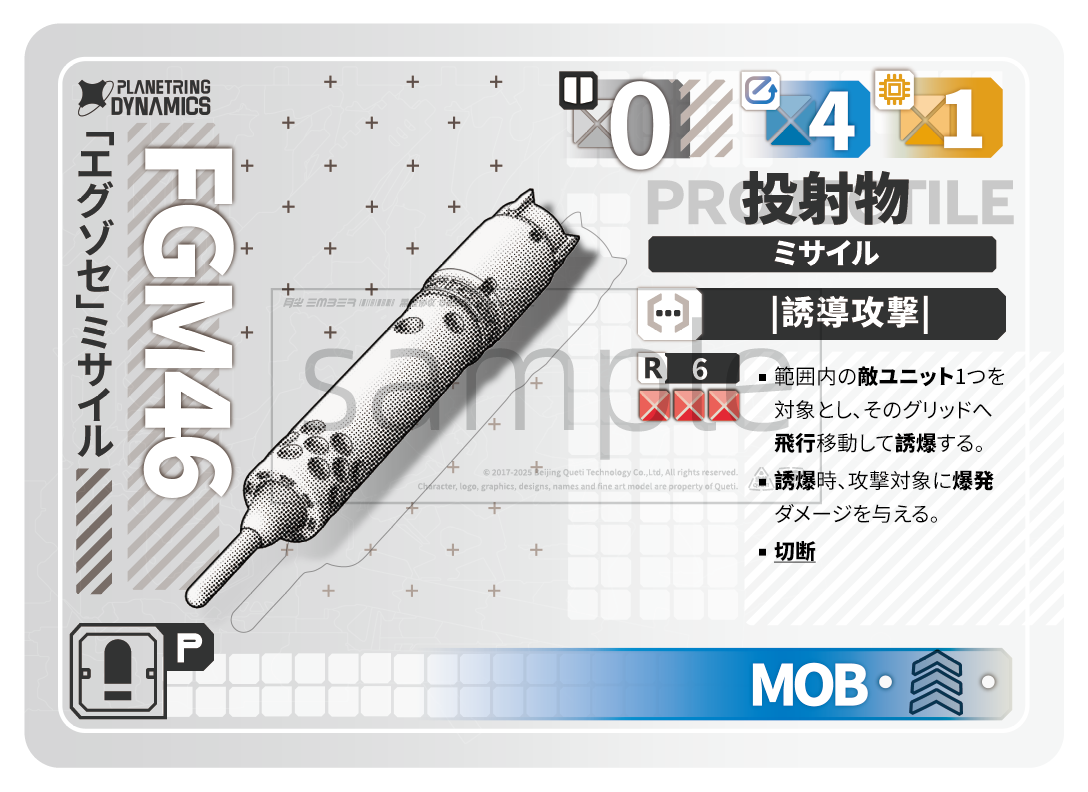 PLANETRING
DYNAMICS
「エグゾセ」ミサイル
FGM46
0
4
1
投射物
ミサイル
|誘導攻撃|
R 6
▪ 範囲内の敵ユニット1つを
対象とし、そのグリッドへ
飛行移動して誘爆する。
▪ 誘爆時、攻撃対象に爆発
ダメージを与える。
▪ 切断
EMBER
sample
© 2017-2025 Beijing Queti Technology Co.,Ltd, All rights reserved.
Character, logo, graphics, designs, names and fine art model are property of Queti.
P
MOB